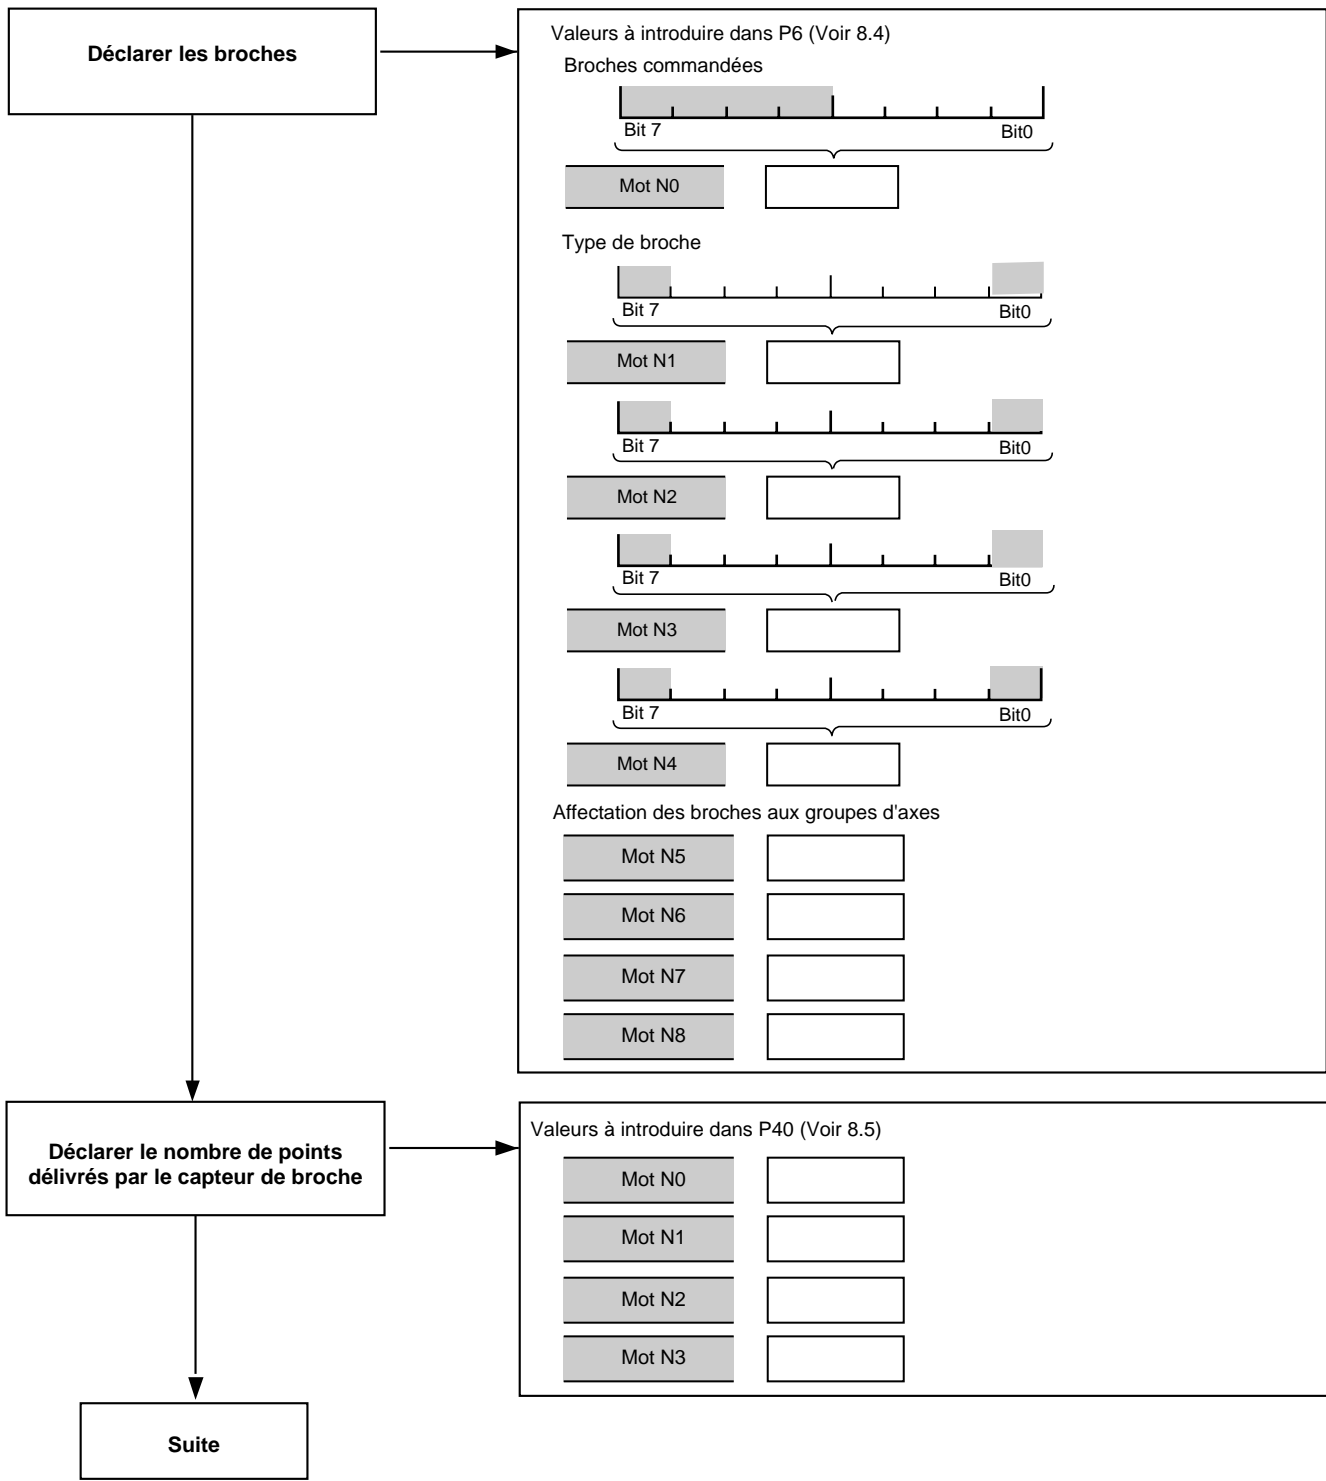 Déclarer les broches
Valeurs à introduire dans P6 (Voir 8.4)
Broches commandées
Bit 7 Bit0
Mot N0
Type de broche
Bit 7 Bit0
Mot N1
Bit 7 Bit0
Mot N2
Bit 7 Bit0
Mot N3
Bit 7 Bit0
Mot N4
Affectation des broches aux groupes d'axes
Mot N5
Mot N6
Mot N7
Mot N8
Déclarer le nombre de points
délivrés par le capteur de broche
Valeurs à introduire dans P40 (Voir 8.5)
Mot N0
Mot N1
Mot N2
Mot N3
Suite